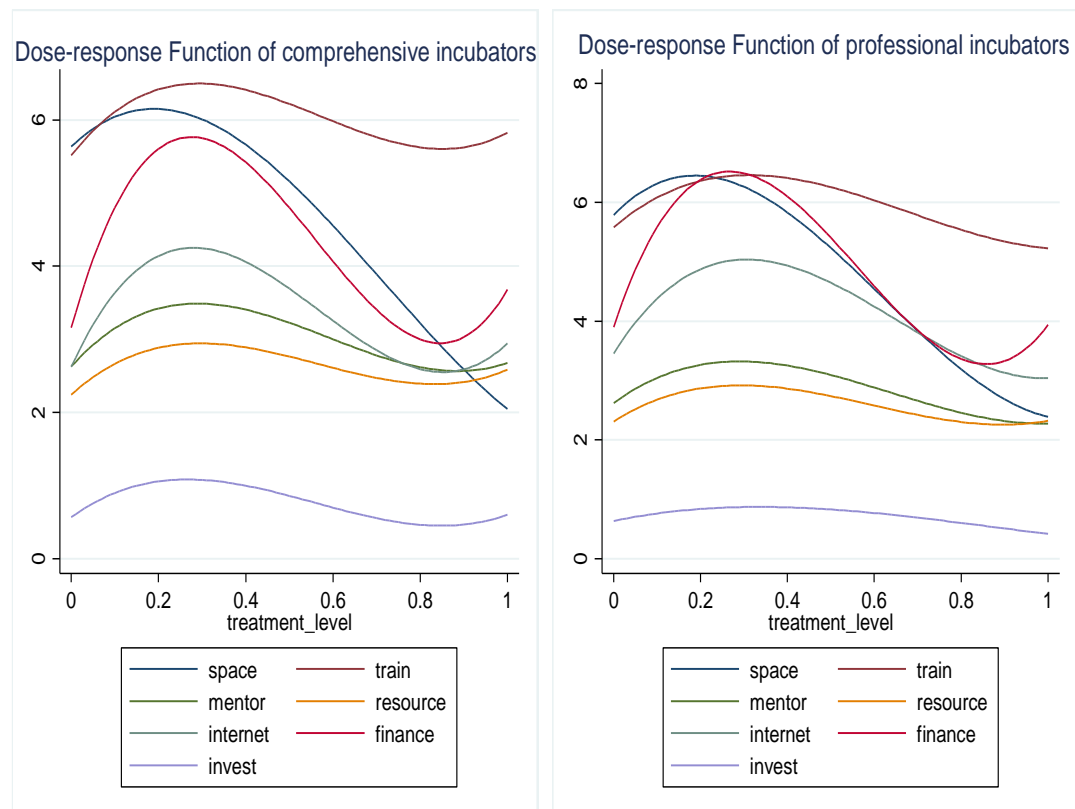 Dose-response Function of comprehensive incubators
6
4
2
0
0 0.2 0.4 0.6 0.8 1
treatment_level
space train
mentor resource
internet finance
invest
Dose-response Function of professional incubators
8
6
4
2
0
0 0.2 0.4 0.6 0.8 1
treatment_level
space train
mentor resource
internet finance
invest